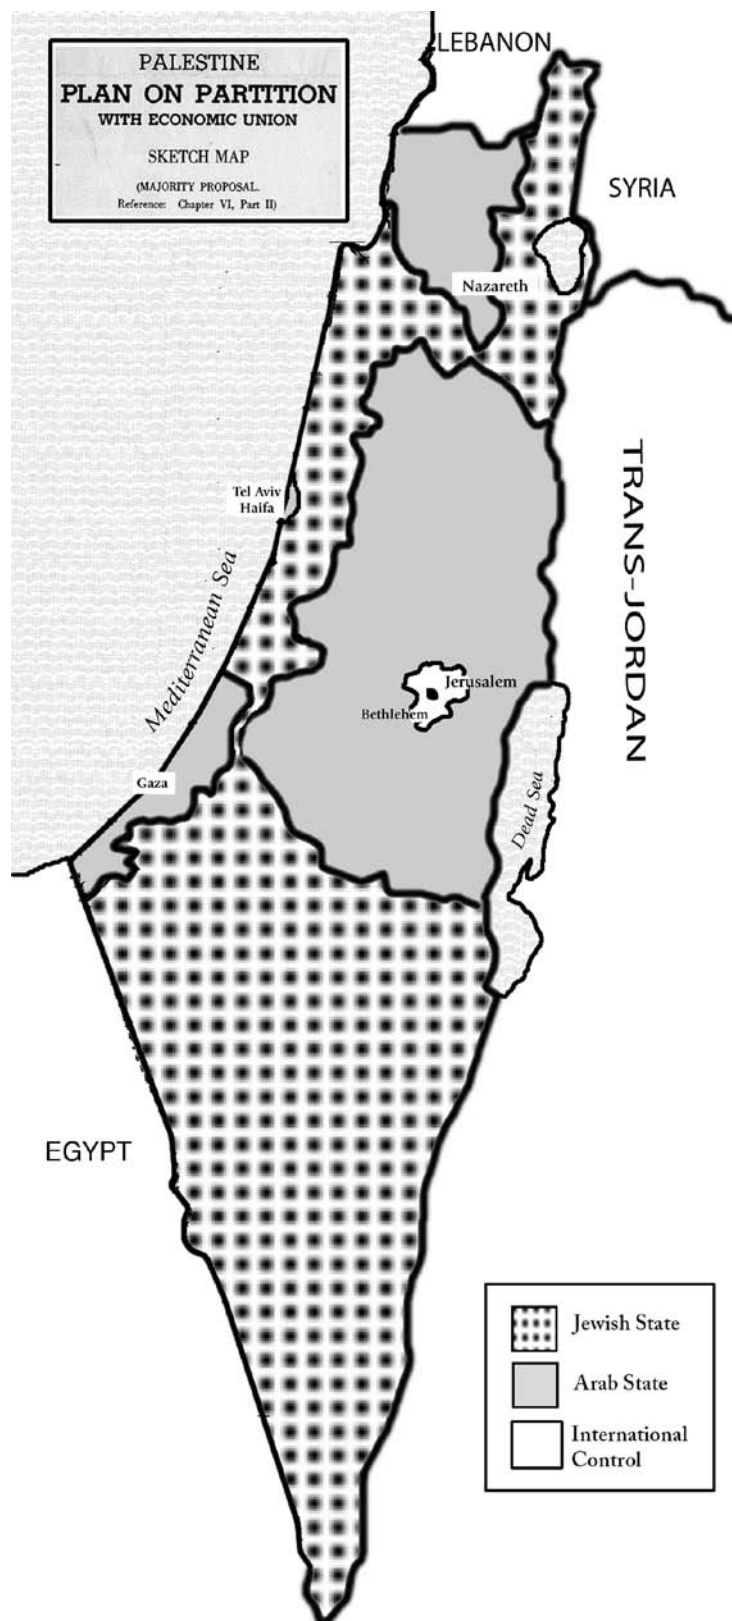 PALESTINE
PLAN ON PARTITION
WITH ECONOMIC UNION
SKETCH MAP
(MAJORITY PROPOSAL.
Reference: Chapter VI, Part II)
LEBANON
SYRIA
Nazareth
TRANS-JORDAN
Tel Aviv
Haifa
Mediterranean Sea
Jerusalem
Bethlehem
Gaza
Dead Sea
EGYPT
Jewish State
Arab State
International
Control